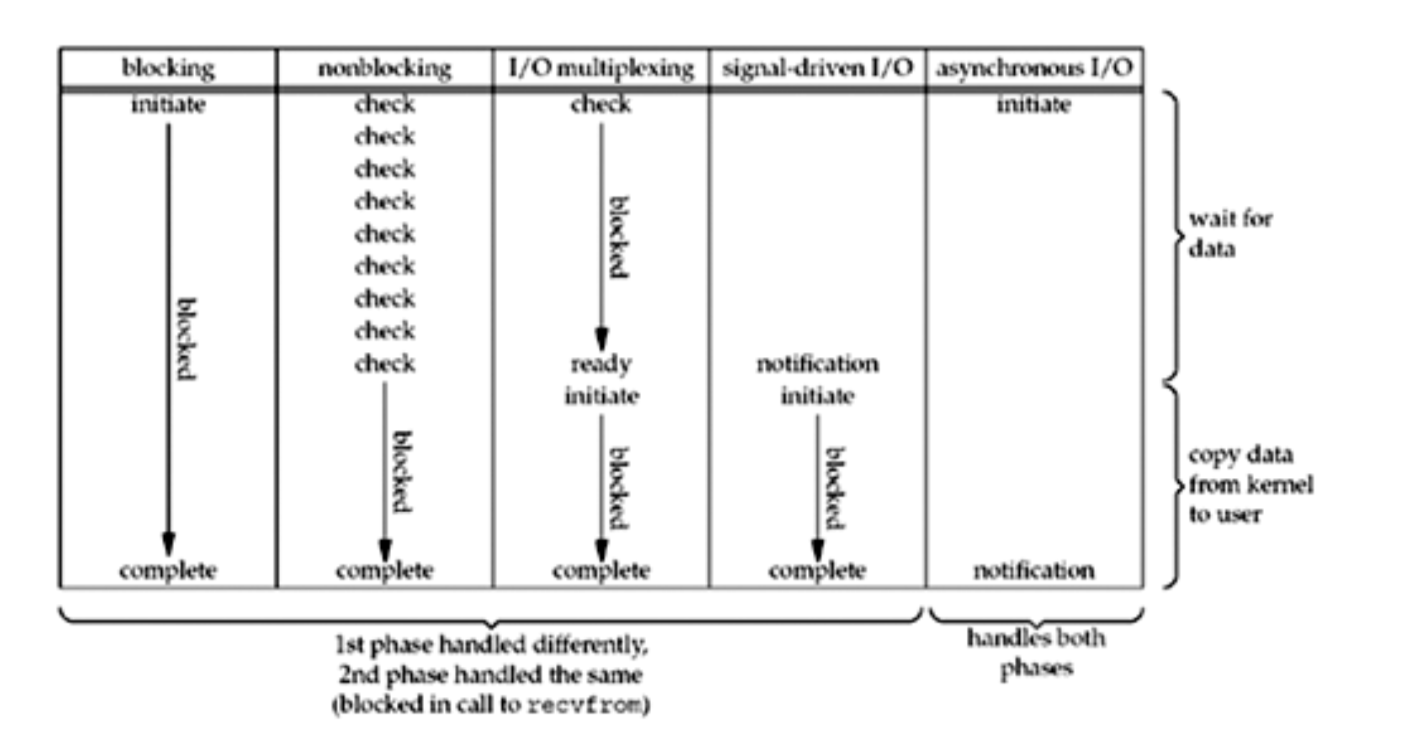 blocking nonblocking I/O multiplexing signal-driven I/O asynchronous I/O
initiate check check initiate
check
check
check
check
check
check
check
check ready notification
initiate initiate
blocked
blocked
blocked
blocked
blocked
complete complete complete complete notification
wait for
data
copy data
from kernel
to user
1st phase handled differently,
2nd phase handled the same
(blocked in call to recvfrom)
handles both
phases